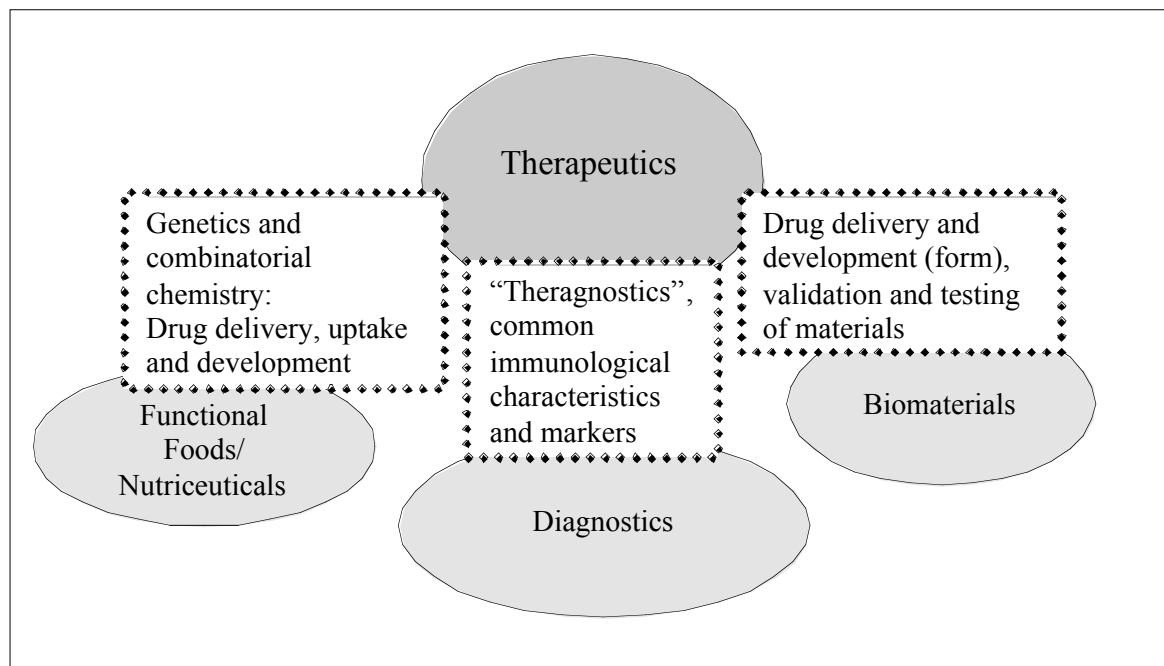 Therapeutics
Genetics and
combinatorial
chemistry:
Drug delivery, uptake
and development
“Theragnostics”,
common
immunological
characteristics
and markers
Drug delivery and
development (form),
validation and testing
of materials
Functional
Foods/
Nutriceuticals
Diagnostics
Biomaterials